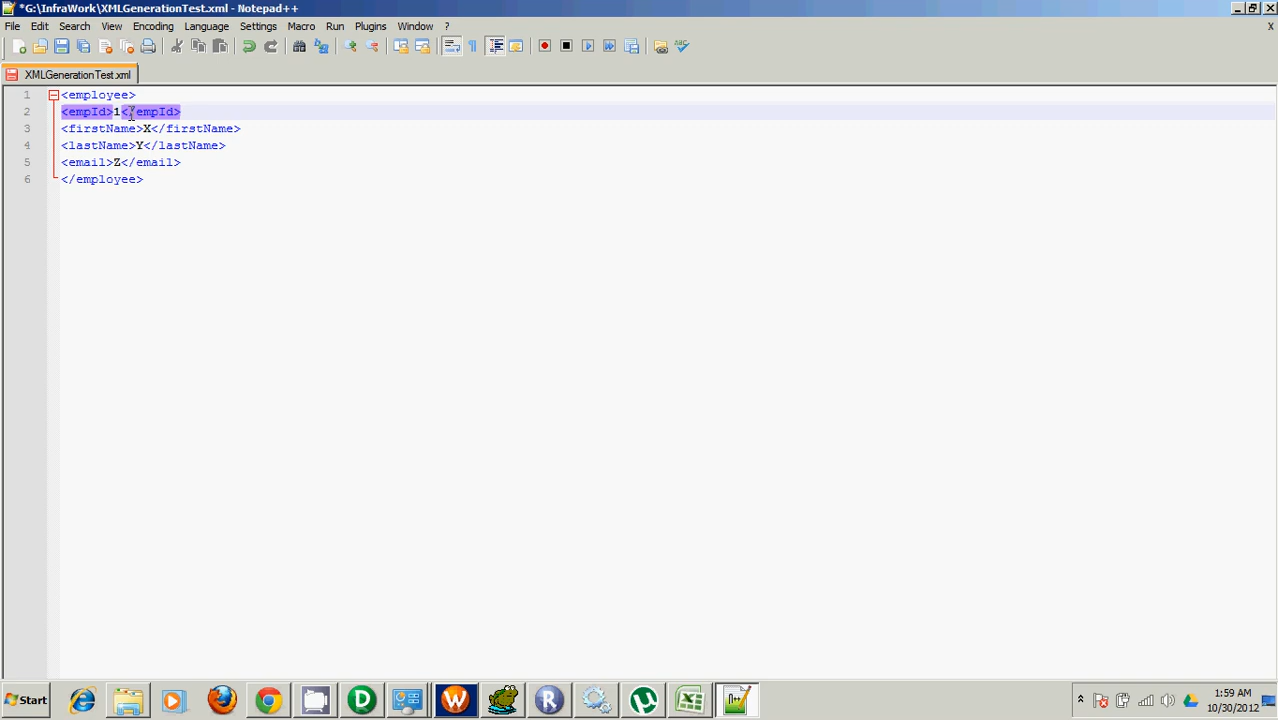 *G:\InfraWork\XMLGenerationTest.xml - Notepad++
File Edit Search View Encoding Language Settings Macro Run Plugins Window ? X
XMLGenerationTest.xml
1 <employee>
2 <empId>1</empId>
3 <firstName>X</firstName>
4 <lastName>Y</lastName>
5 <email>Z</email>
6 </employee>
Start
1:59 AM
10/30/2012